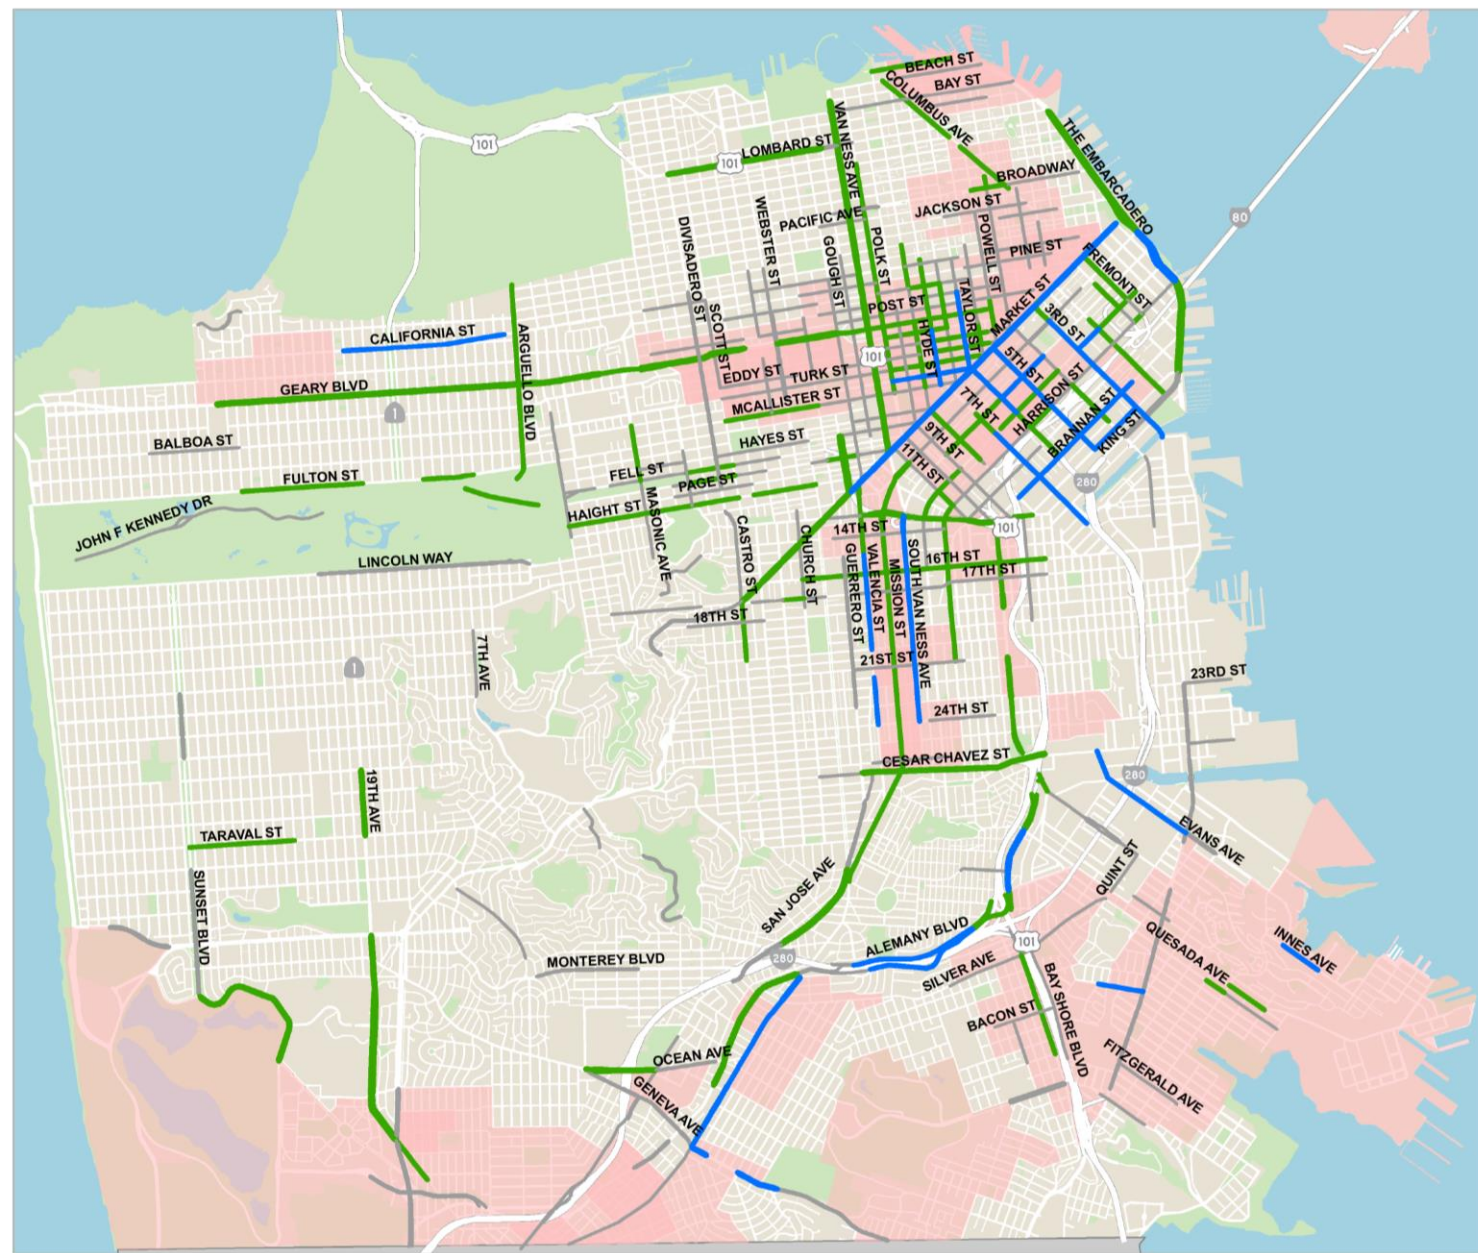 BEACH ST
BAY ST
COLUMBUS AVE
THE EMBARCADERO
VAN NESS AVE
LOMBARD ST
101
101
BROADWAY
JACKSON ST
PACIFIC AVE
WEBSTER ST
DIVISADERO ST
GOUGH ST
POLK ST
POWELL ST
PINE ST
80
FREMONT ST
TAYLOR ST
MARKET ST
POST ST
3RD ST
SCOTT ST
HYDE ST
CALIFORNIA ST
ARGUELLO BLVD
101
5TH ST
EDDY ST
TURK ST
HARRISON ST
GEARY BLVD
MCALLISTER ST
7TH ST
BRANNAN ST
KING ST
1
BALBOA ST
HAYES ST
9TH ST
11TH ST
FELL ST
PAGE ST
FULTON ST
280
HAIGHT ST
MASONIC AVE
JOHN F KENNEDY DR
CASTRO ST
CHURCH ST
14TH ST
101
GUERRERO ST
VALENCIA ST
MISSION ST
SOUTH VAN NESS AVE
16TH ST
17TH ST
LINCOLN WAY
18TH ST
7TH AVE
1
21ST ST
23RD ST
24TH ST
CESAR CHAVEZ ST
280
19TH AVE
TARAVAL ST
EVANS AVE
QUINT ST
SUNSET BLVD
SAN JOSE AVE
ALEMANY BLVD
280
101
MONTEREY BLVD
SILVER AVE
QUESADA AVE
INNES AVE
BAY SHORE BLVD
BACON ST
OCEAN AVE
GENEVA AVE
FITZGERALD AVE